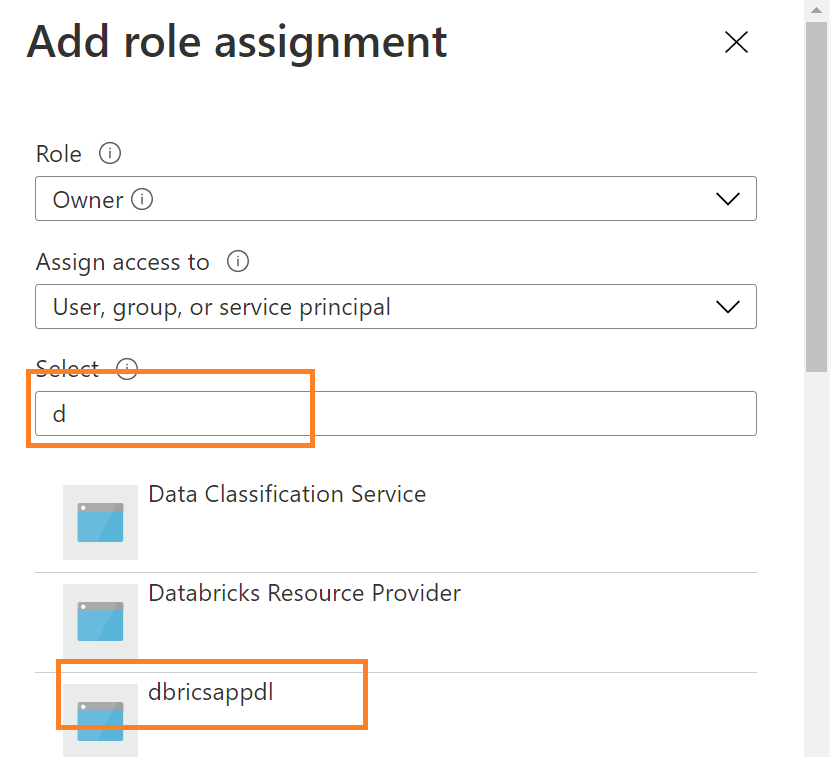 Add role assignment
Role
Owner
Assign access to
User, group, or service principal
Select
d
Data Classification Service
Databricks Resource Provider
dbricsappdl